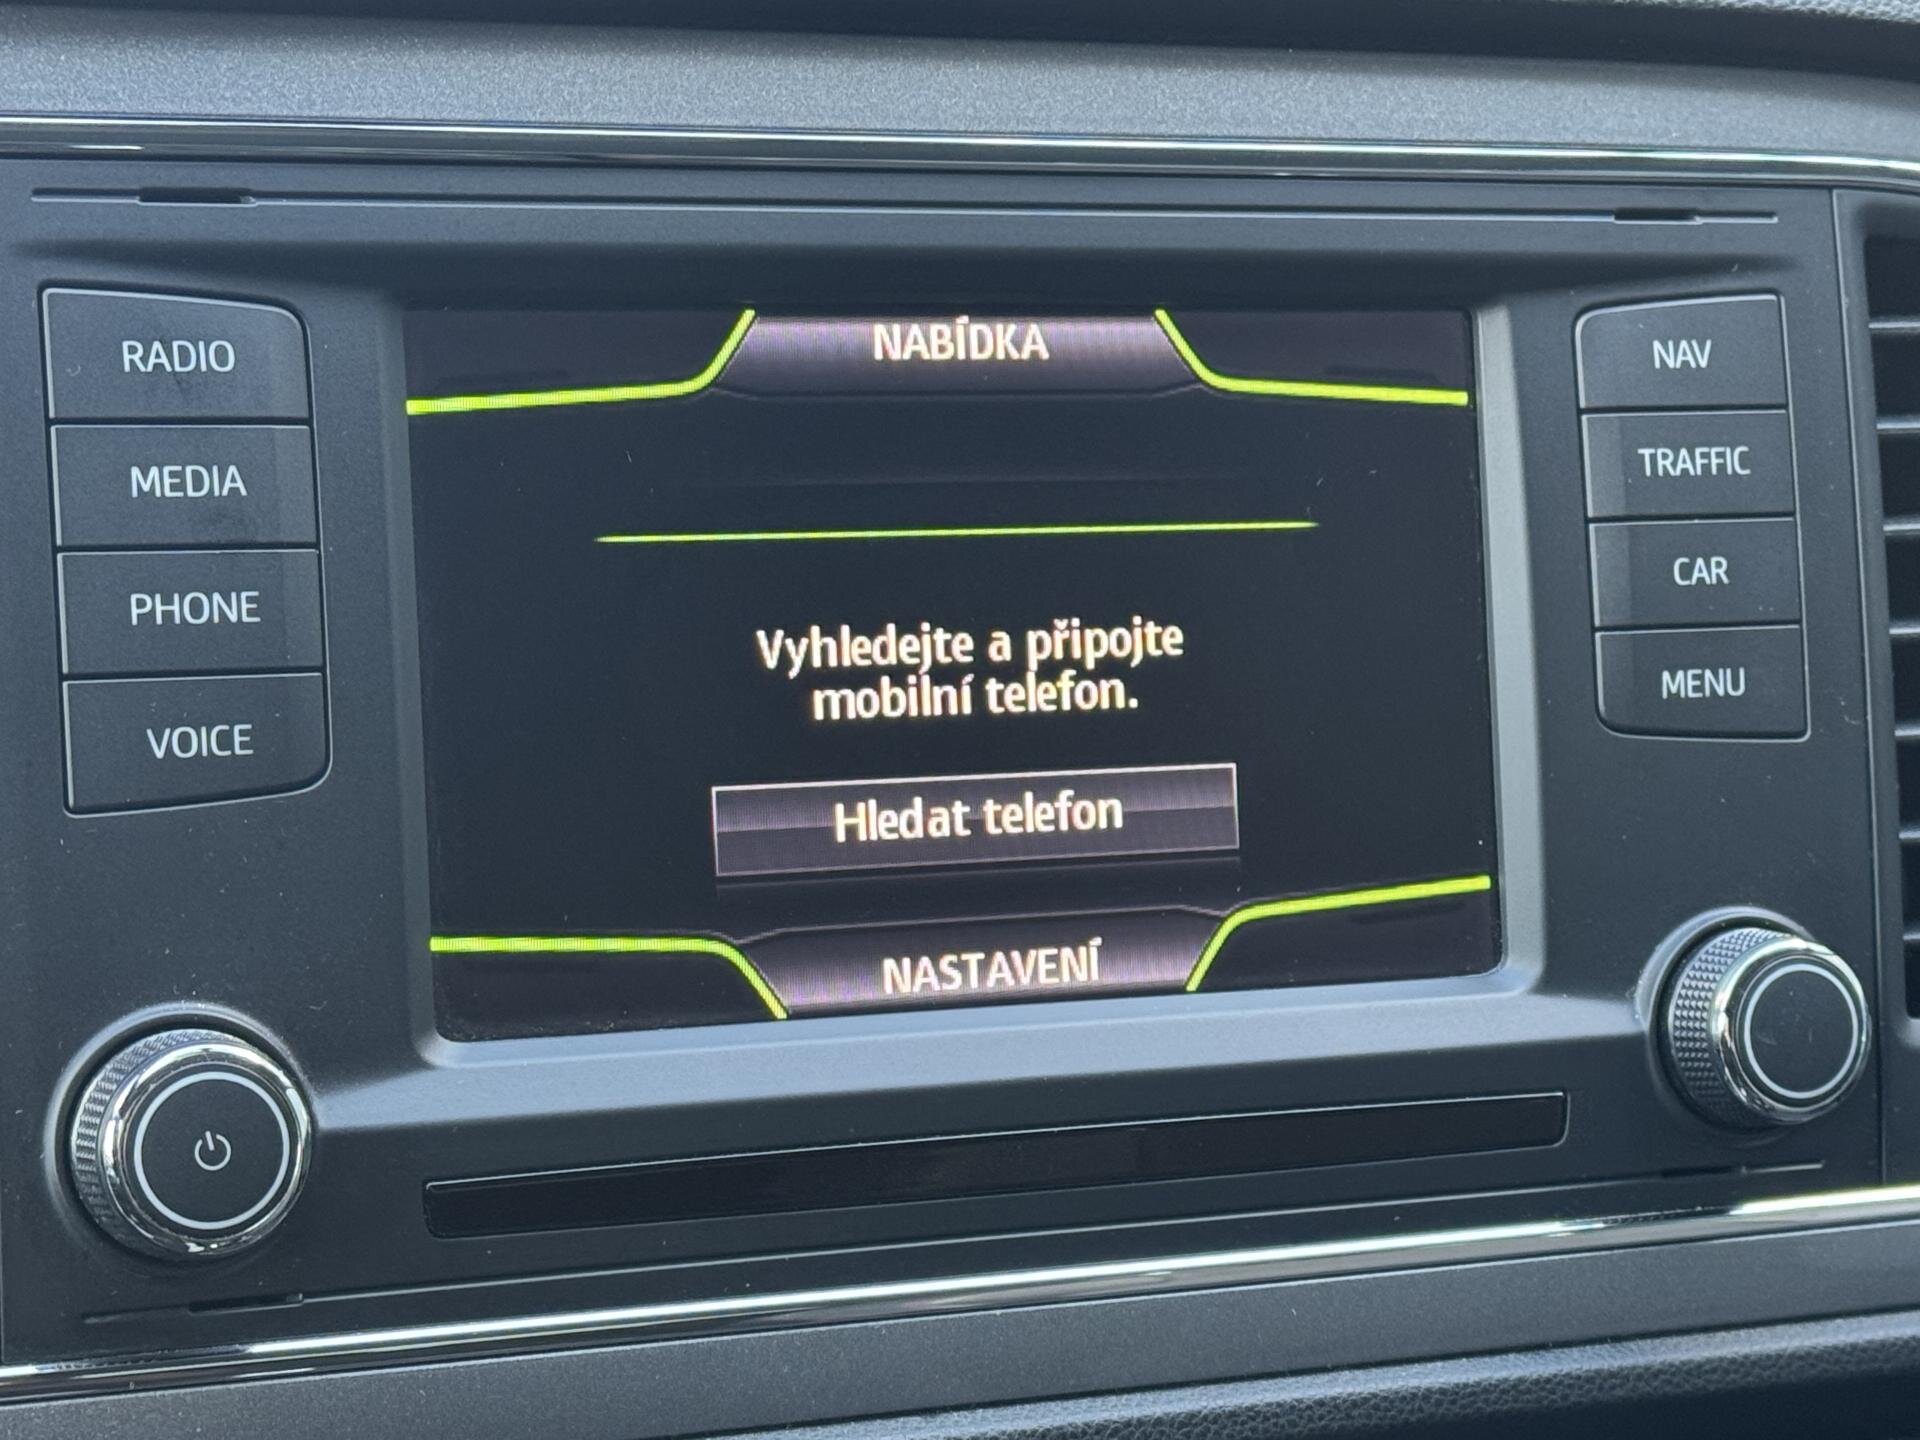 NABÍDKA
RADIO
MEDIA
PHONE
VOICE
Vyhledejte a připojte
mobilní telefon.
Hledat telefon
NASTAVENÍ
NAV
TRAFFIC
CAR
MENU